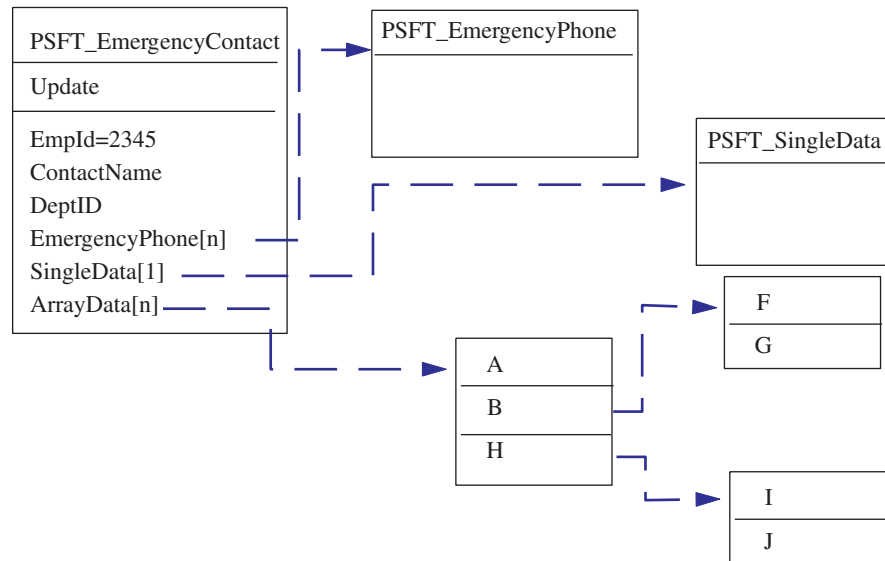 PSFT_EmergencyContact
Update
EmpId=2345
ContactName
DeptID
EmergencyPhone[n]
SingleData[1]
ArrayData[n]
PSFT_EmergencyPhone
PSFT_SingleData
A
B
H
F
G
I
J